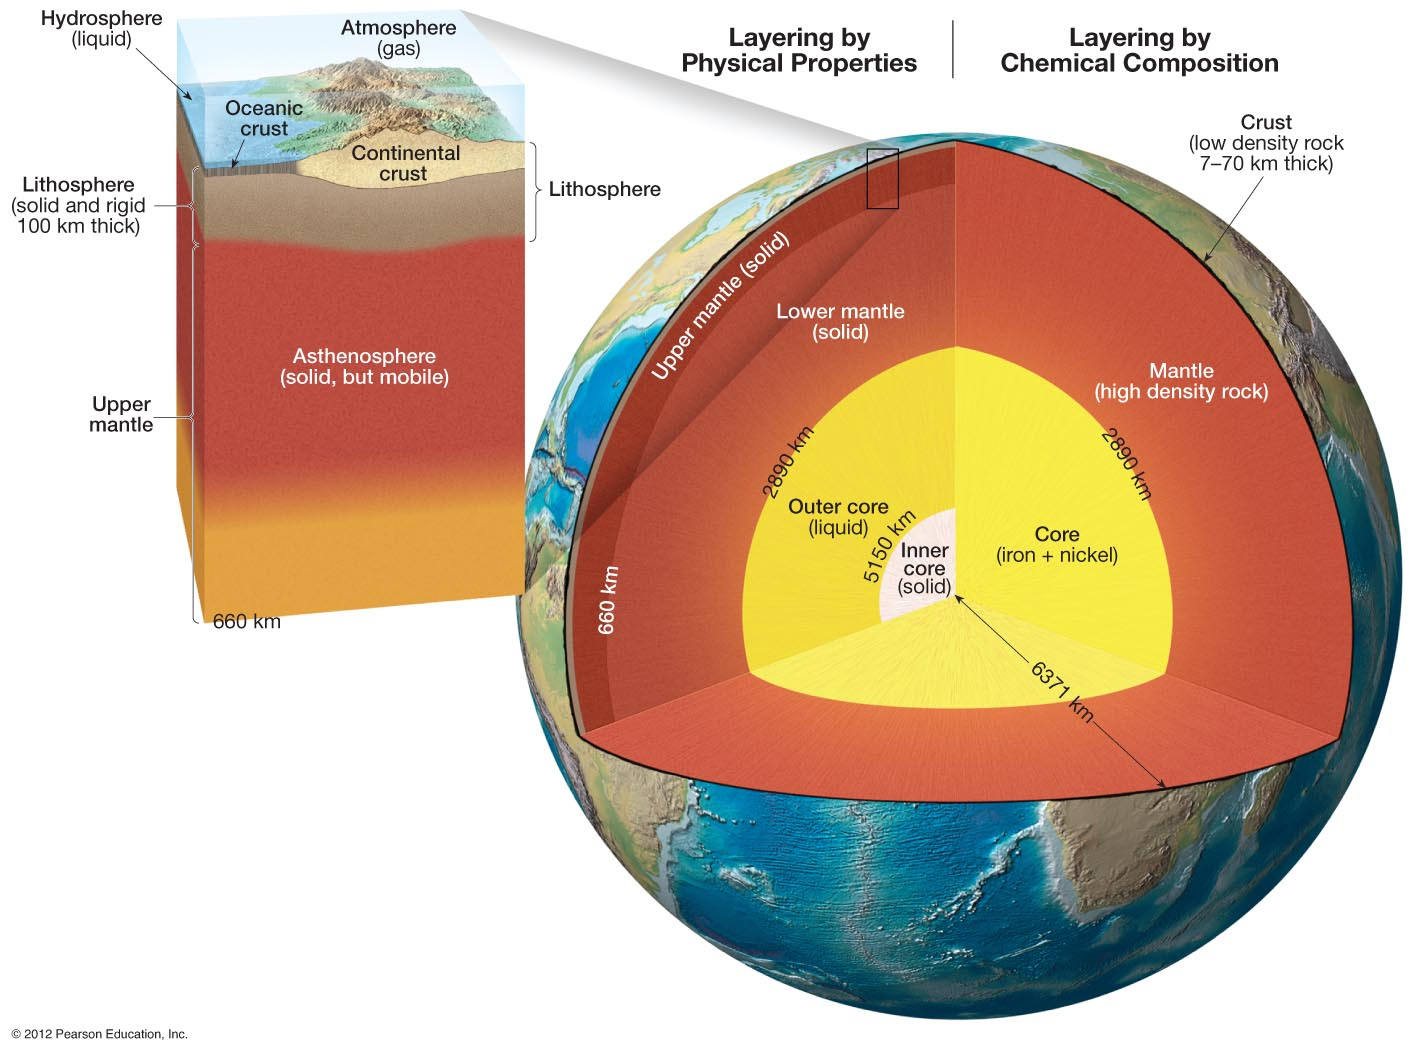 Hydrosphere
(liquid)
Atmosphere
(gas)
Layering by
Physical Properties
Layering by
Chemical Composition
Oceanic
crust
Continental
crust
Crust
(low density rock
7–70 km thick)
Lithosphere
(solid and rigid
100 km thick)
Lithosphere
Upper mantle (solid)
Lower mantle
(solid)
Asthenosphere
(solid, but mobile)
Mantle
(high density rock)
Upper
mantle
2890 km
2890 km
Outer core
(liquid)
5150 km
Inner
core
(solid)
Core
(iron + nickel)
660 km
660 km
6371 km
© 2012 Pearson Education, Inc.